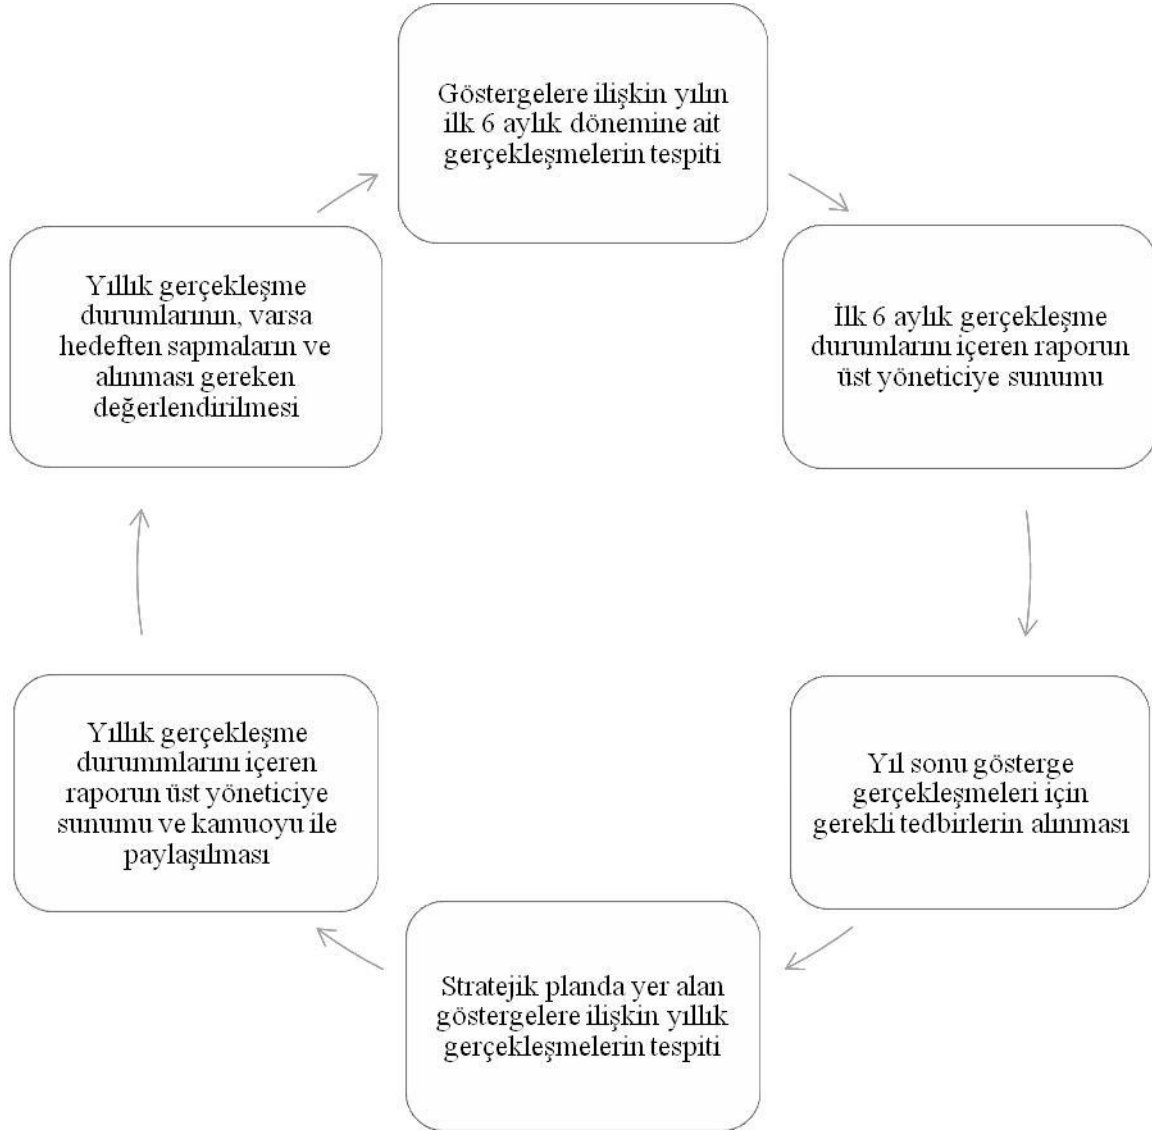 Göstergelere ilişkin yılın
ilk 6 aylık dönemine ait
gerçekleşmelerin tespiti
İlk 6 aylık gerçekleşme
durumlarını içeren raporun
üst yöneticiye sunumu
Yıl sonu gösterge
gerçekleşmeleri için
gerekli tedbirlerin alınması
Stratejik planda yer alan
göstergelere ilişkin yıllık
gerçekleşmelerin tespiti
Yıllık gerçekleşme
durummlarını içeren
raporun üst yöneticiye
sunumu ve kamuoyu ile
paylaşılması
Yıllık gerçekleşme
durumlarının, varsa
hedeften sapmaların ve
alınması gereken
değerlendirilmesi